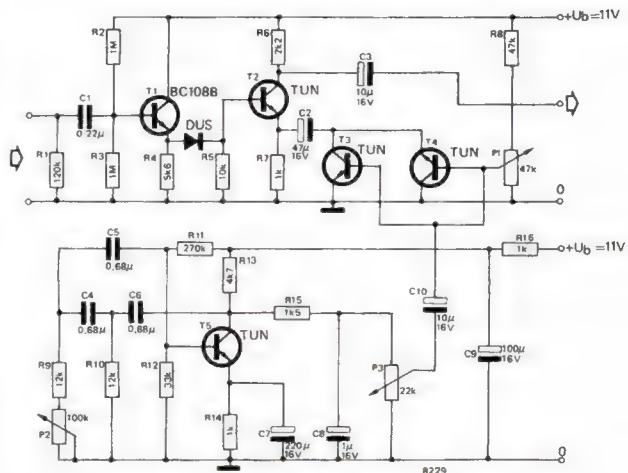 +Ub = 11V
R2
1M
R6
2k2
C3
10µ
16V
R8
47k
T1
BC108B
T2
TUN
C1
0,22µ
DUS
C2
47µ
16V
T3
TUN
T4
TUN
P1
47k
R1
120k
R3
1M
R4
5k6
R5
10k
R7
1k
0
C5
0,68µ
R11
270k
R13
4k7
R16
1k
+Ub = 11V
C4
0,68µ
C6
0,68µ
R15
1k5
C10
10µ
16V
T5
TUN
C9
100µ
16V
R9
12k
R10
12k
R12
33k
P3
22k
P2
100k
R14
1k
C7
220µ
16V
C8
1µ
16V
0
8229